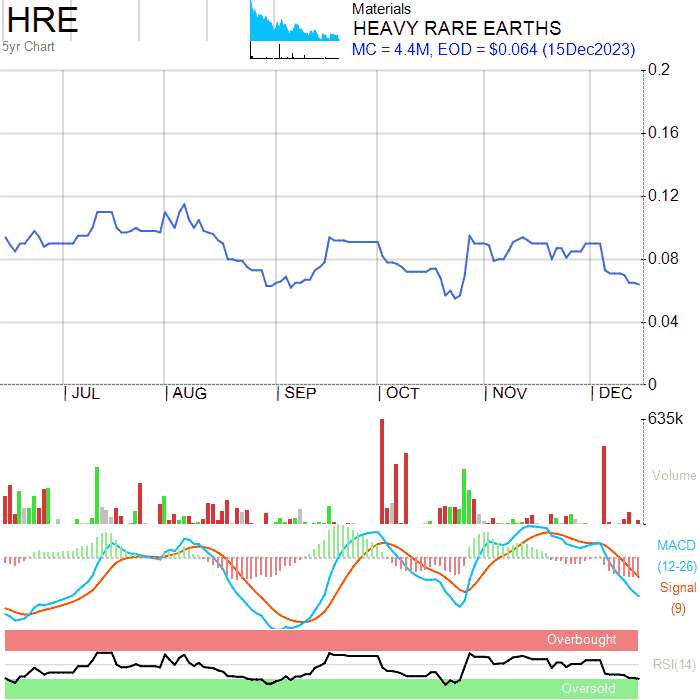 HRE
5yr Chart
Materials
HEAVY RARE EARTHS
MC = 4.4M, EOD = $0.064 (15Dec2023)
0.2
0.16
0.12
0.08
0.04
0
| JUL | AUG | SEP | OCT | NOV | DEC
635k
Volume
MACD
(12-26)
Signal
(9)
Overbought
RSI(14)
Oversold